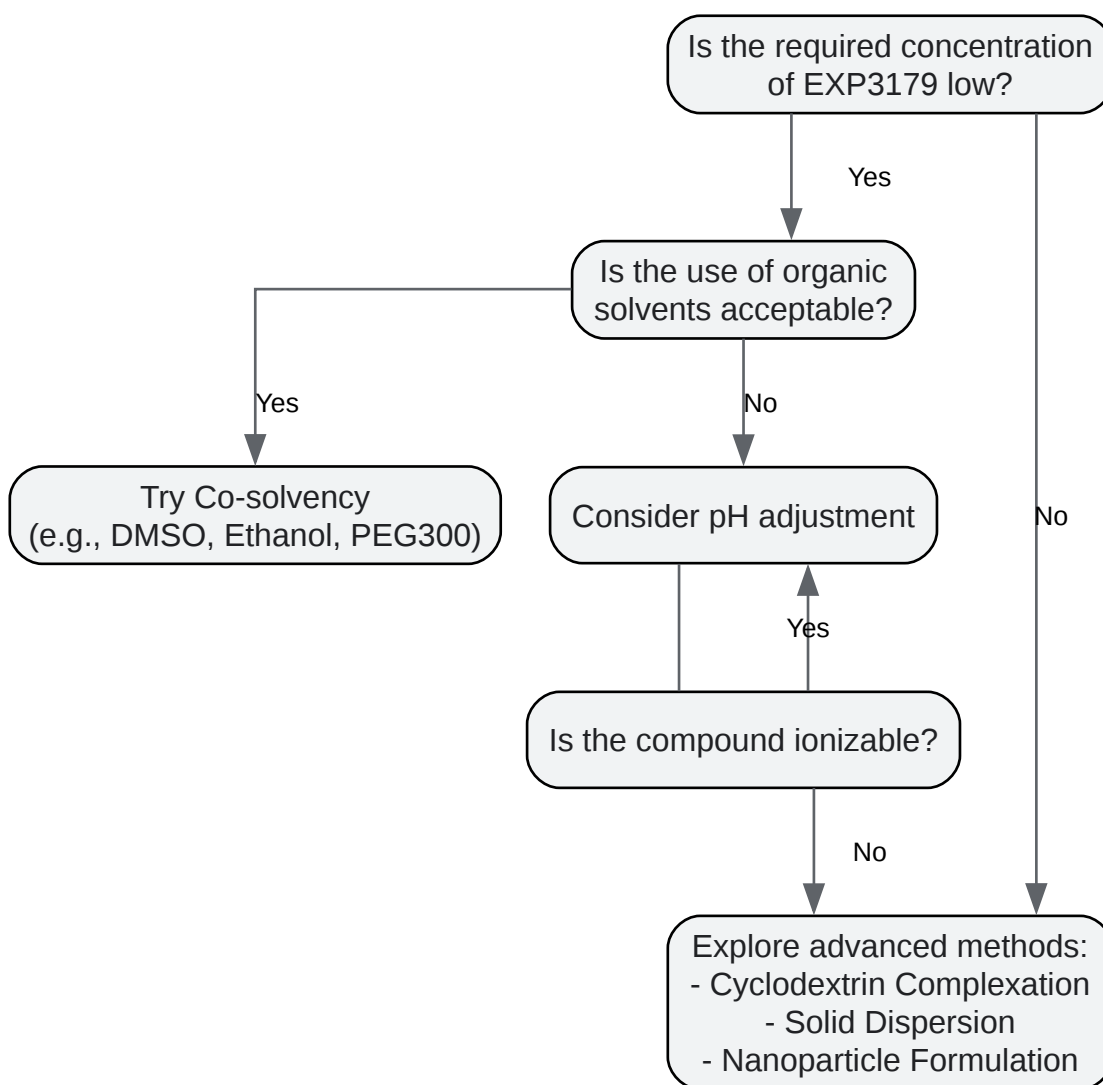 Is the required concentration
of EXP3179 low?
Yes
Is the use of organic
solvents acceptable?
Yes
No
Try Co-solvency
(e.g., DMSO, Ethanol, PEG300)
Consider pH adjustment
No
Yes
Is the compound ionizable?
No
Explore advanced methods:
- Cyclodextrin Complexation
- Solid Dispersion
- Nanoparticle Formulation